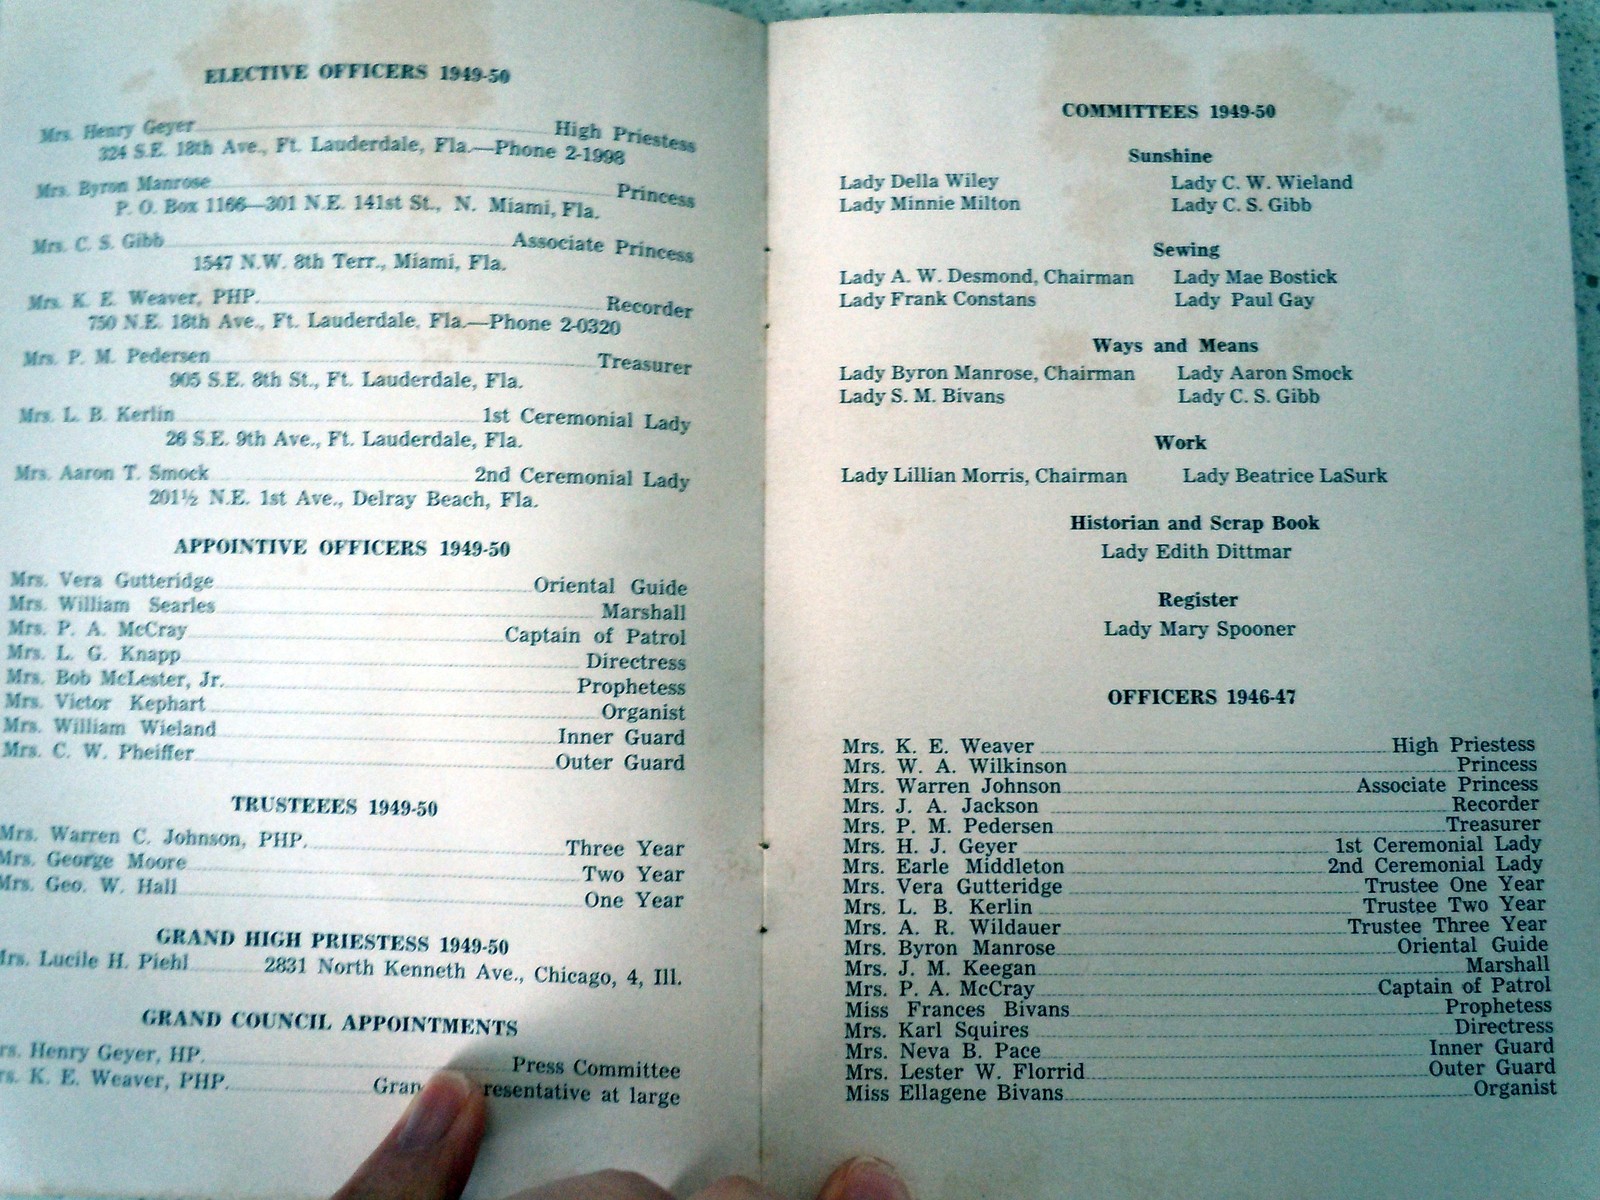 ELECTIVE OFFICERS 1949-50
Mrs. Henry Geyer High Priestess
324 S.E. 18th Ave., Ft. Lauderdale, Fla.—Phone 2-1998
Mrs. Byron Manrose Princess
P. O. Box 1166—301 N.E. 141st St., N. Miami, Fla.
Mrs. C. S. Gibb Associate Princess
1547 N.W. 8th Terr., Miami, Fla.
Mrs. K. E. Weaver, PHP. Recorder
750 N.E. 18th Ave., Ft. Lauderdale, Fla.—Phone 2-0320
Mrs. P. M. Pedersen Treasurer
905 S.E. 8th St., Ft. Lauderdale, Fla.
Mrs. L. B. Kerlin 1st Ceremonial Lady
26 S.E. 9th Ave., Ft. Lauderdale, Fla.
Mrs. Aaron T. Smock 2nd Ceremonial Lady
201½ N.E. 1st Ave., Delray Beach, Fla.
APPOINTIVE OFFICERS 1949-50
Mrs. Vera Gutteridge Oriental Guide
Mrs. William Searles Marshall
Mrs. P. A. McCray Captain of Patrol
Mrs. L. G. Knapp Directress
Mrs. Bob McLester, Jr. Prophetess
Mrs. Victor Kephart Organist
Mrs. William Wieland Inner Guard
Mrs. C. W. Pheiffer Outer Guard
TRUSTEEES 1949-50
Mrs. Warren C. Johnson, PHP. Three Year
Mrs. George Moore Two Year
Mrs. Geo. W. Hall One Year
GRAND HIGH PRIESTESS 1949-50
Mrs. Lucile H. Piehl 2831 North Kenneth Ave., Chicago, 4, Ill.
GRAND COUNCIL APPOINTMENTS
rs. Henry Geyer, HP. Press Committee
rs. K. E. Weaver, PHP. Gran resentative at large
COMMITTEES 1949-50
Sunshine
Lady Della Wiley Lady C. W. Wieland
Lady Minnie Milton Lady C. S. Gibb
Sewing
Lady A. W. Desmond, Chairman Lady Mae Bostick
Lady Frank Constans Lady Paul Gay
Ways and Means
Lady Byron Manrose, Chairman Lady Aaron Smock
Lady S. M. Bivans Lady C. S. Gibb
Work
Lady Lillian Morris, Chairman Lady Beatrice LaSurk
Historian and Scrap Book
Lady Edith Dittmar
Register
Lady Mary Spooner
OFFICERS 1946-47
Mrs. K. E. Weaver High Priestess
Mrs. W. A. Wilkinson Princess
Mrs. Warren Johnson Associate Princess
Mrs. J. A. Jackson Recorder
Mrs. P. M. Pedersen Treasurer
Mrs. H. J. Geyer 1st Ceremonial Lady
Mrs. Earle Middleton 2nd Ceremonial Lady
Mrs. Vera Gutteridge Trustee One Year
Mrs. L. B. Kerlin Trustee Two Year
Mrs. A. R. Wildauer Trustee Three Year
Mrs. Byron Manrose Oriental Guide
Mrs. J. M. Keegan Marshall
Mrs. P. A. McCray Captain of Patrol
Miss Frances Bivans Prophetess
Mrs. Karl Squires Directress
Mrs. Neva B. Pace Inner Guard
Mrs. Lester W. Florrid Outer Guard
Miss Ellagene Bivans Organist